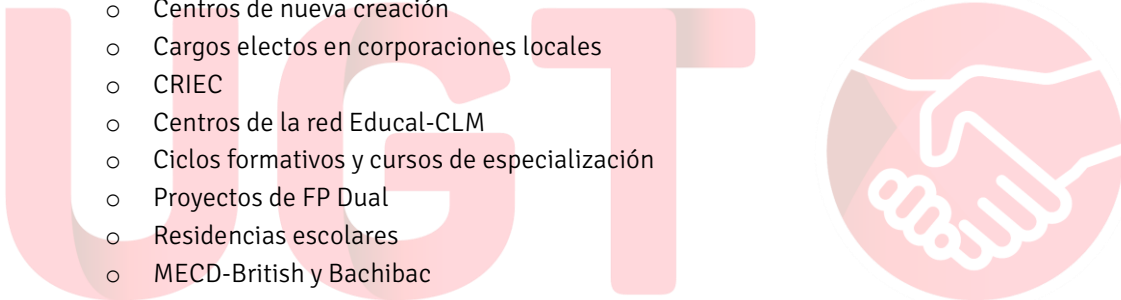 o Centros de nueva creación
o Cargos electos en corporaciones locales
o CRIEC
o Centros de la red Educal-CLM
o Ciclos formativos y cursos de especialización
o Proyectos de FP Dual
o Residencias escolares
o MECD-British y Bachibac
UGT